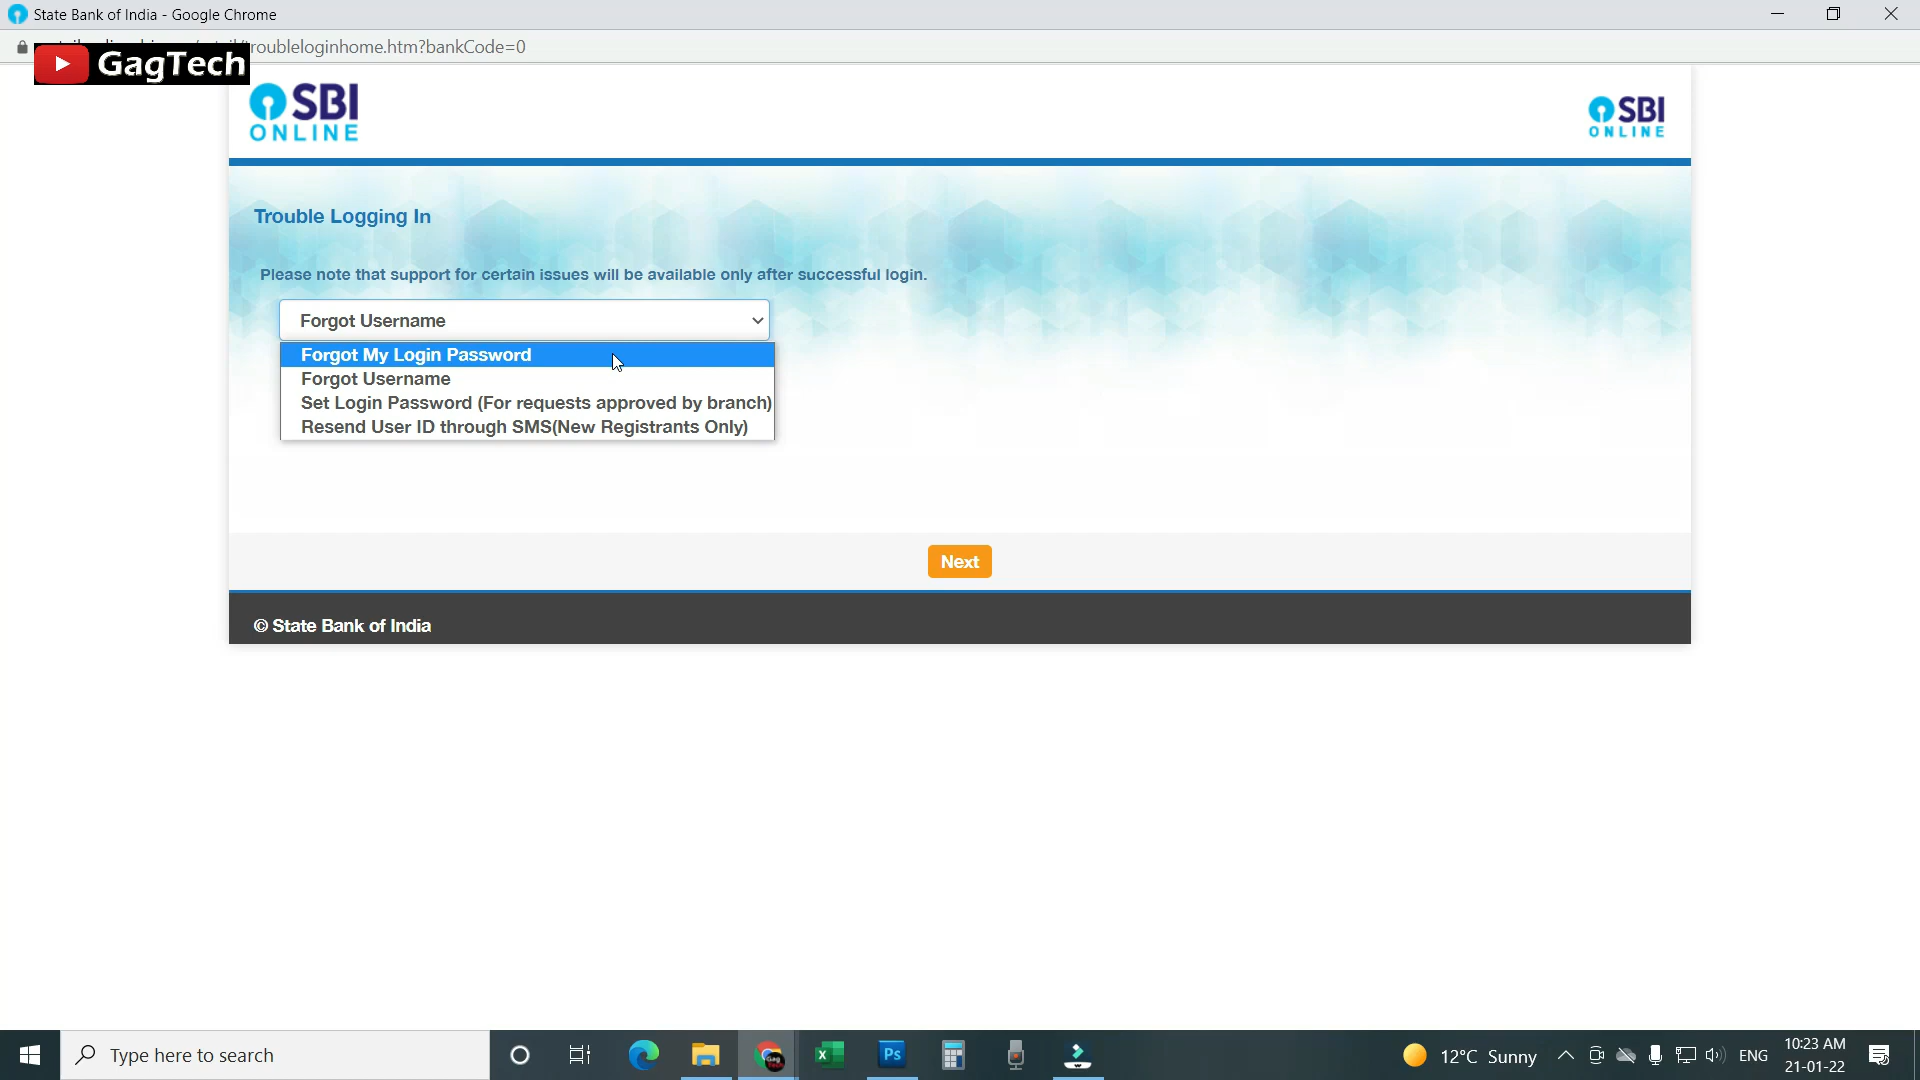 State Bank of India - Google Chrome
roubleloginhome.htm?bankCode=0
GagTech
SBI
ONLINE
SBI
ONLINE
Trouble Logging In
Please note that support for certain issues will be available only after successful login.
Forgot Username
Forgot My Login Password
Forgot Username
Set Login Password (For requests approved by branch)
Resend User ID through SMS(New Registrants Only)
Next
© State Bank of India
Type here to search
Gag
TECH
Ps
12°C Sunny
ENG
10:23 AM
21-01-22